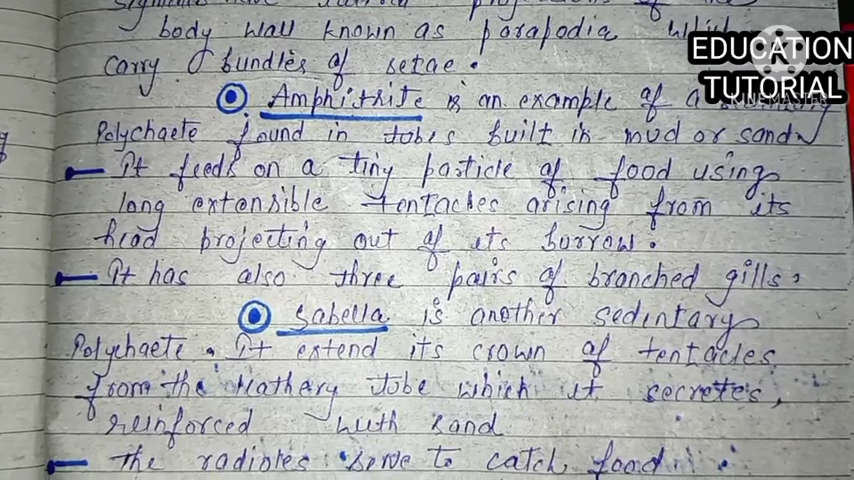 body wall known as parapodia which
carry bundles of setae.
EDUCATION
TUTORIAL
KINEMASTER
Amphitrite is an example of a
Polychaete found in tubes built in mud or sand
It feeds on a tiny particle of food using
long extensible tentacles arising from its
head projecting out of its burrow.
It has also three pairs of branched gills.
Sabella is another sedintary
Polychaete. It extend its crown of tentacles
from the leathery tube which it secretes,
reinforced with sand
the radioles serve to catch food.